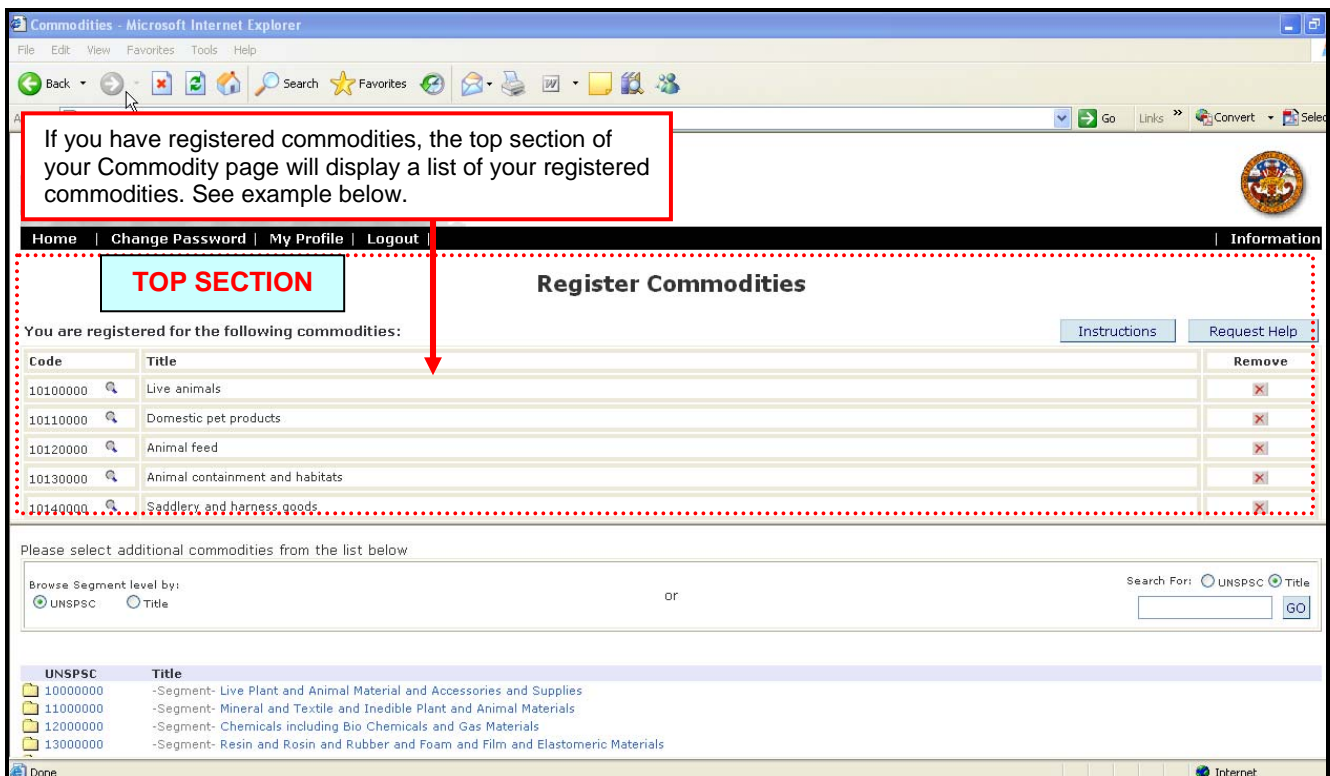 Commodities - Microsoft Internet Explorer
File Edit View Favorites Tools Help
Back Search Favorites
Go Links » Convert Selec
If you have registered commodities, the top section of
your Commodity page will display a list of your registered
commodities. See example below.
Home | Change Password | My Profile | Logout | | Information
TOP SECTION
Register Commodities
You are registered for the following commodities: Instructions Request Help
Code Title Remove
10100000 Live animals
10110000 Domestic pet products
10120000 Animal feed
10130000 Animal containment and habitats
10140000 Saddlery and harness goods
Please select additional commodities from the list below
Browse Segment level by:
UNSPSC Title
or
Search For: UNSPSC Title
GO
UNSPSC Title
10000000 -Segment- Live Plant and Animal Material and Accessories and Supplies
11000000 -Segment- Mineral and Textile and Inedible Plant and Animal Materials
12000000 -Segment- Chemicals including Bio Chemicals and Gas Materials
13000000 -Segment- Resin and Rosin and Rubber and Foam and Film and Elastomeric Materials
Done Internet